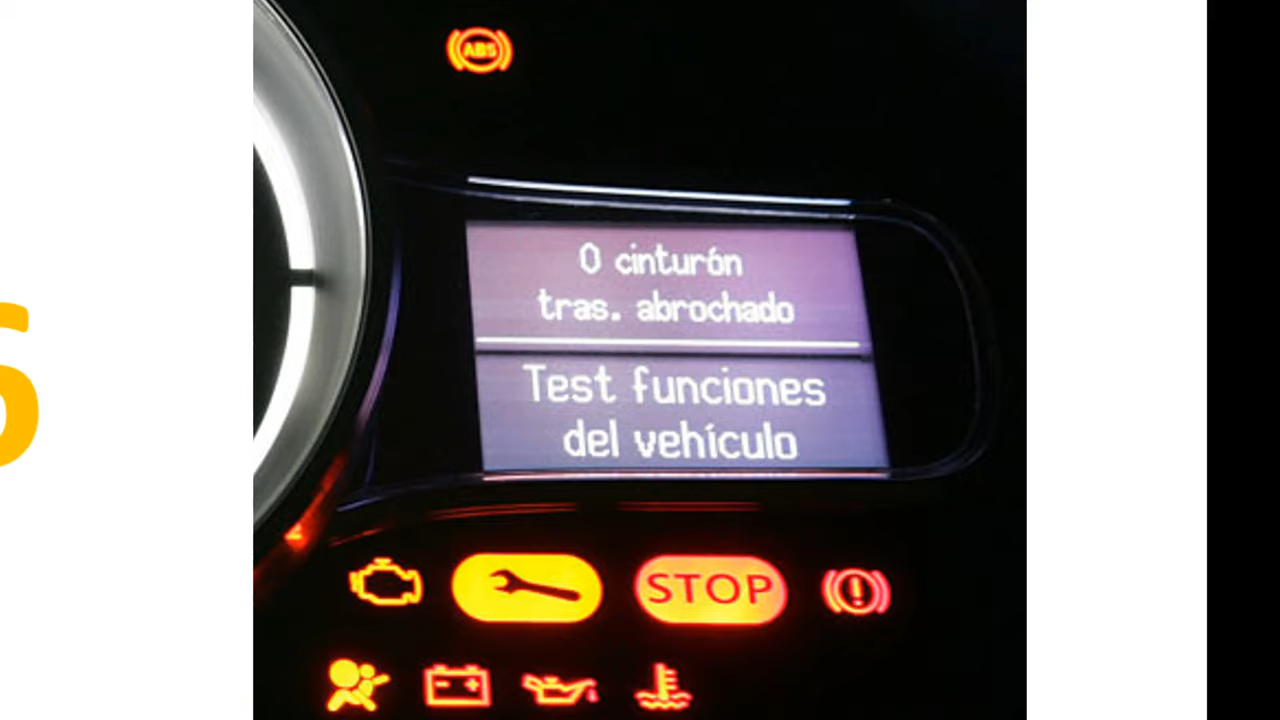 ABS
0 cinturón
tras. abrochado
Test funciones
del vehículo
STOP